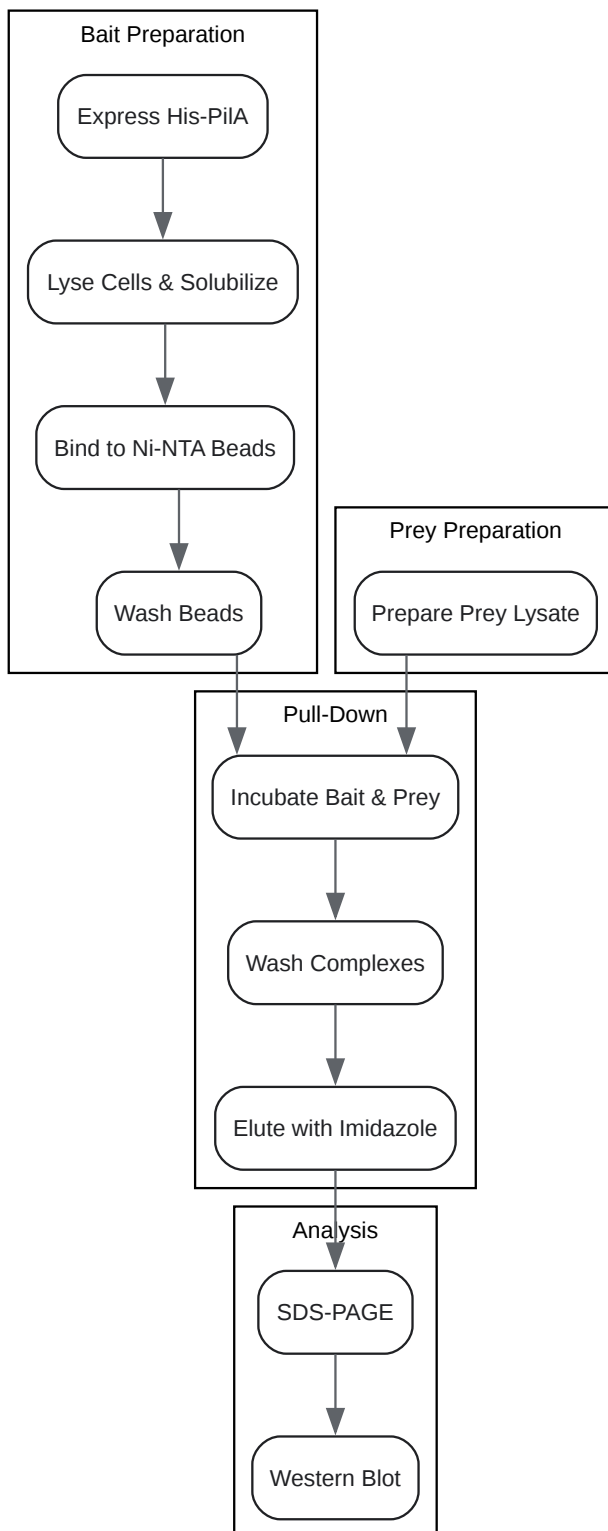 Bait Preparation
Express His-PilA
Lyse Cells & Solubilize
Bind to Ni-NTA Beads
Wash Beads
Prey Preparation
Prepare Prey Lysate
Pull-Down
Incubate Bait & Prey
Wash Complexes
Elute with Imidazole
Analysis
SDS-PAGE
Western Blot